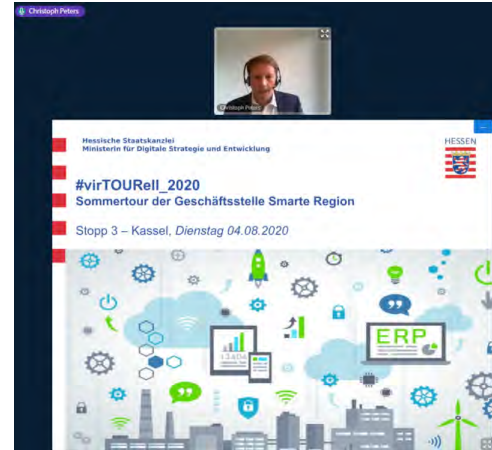 Christoph Peters
Christoph Peters
Hessische Staatskanzlei
Ministerin für Digitale Strategie und Entwicklung
HESSEN
#virTOURell_2020
Sommertour der Geschäftsstelle Smarte Region
Stopp 3 – Kassel, Dienstag 04.08.2020
ERP